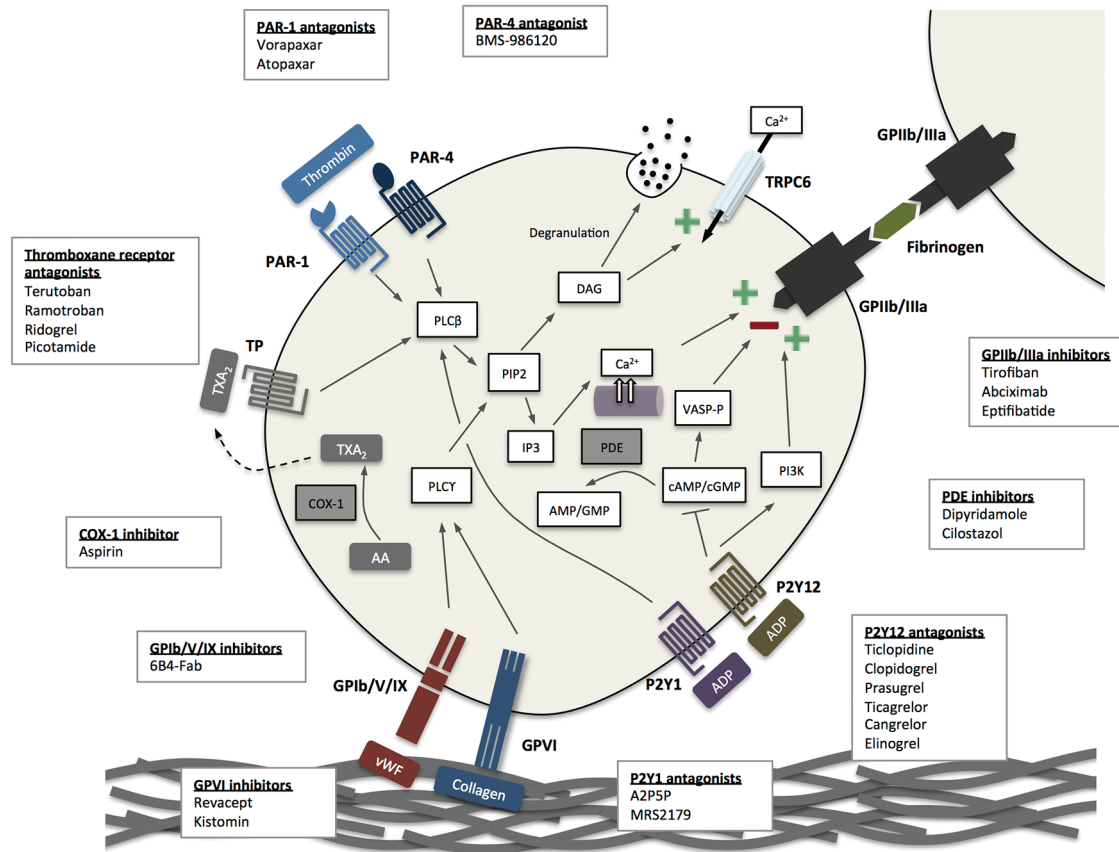 PAR-1 antagonists
Vorapaxar
Atopaxar
PAR-4 antagonist
BMS-986120
Ca²⁺
GPIIb/IIIa
TRPC6
Thrombin
PAR-4
PAR-1
Degranulation
Fibrinogen
GPIIb/IIIa
Thromboxane receptor
antagonists
Terutoban
Ramotroban
Ridogrel
Picotamide
DAG
PLCβ
TP
TXA₂
PIP2
Ca²⁺
GPIIb/IIIa inhibitors
Tirofiban
Abciximab
Eptifibatide
VASP-P
IP3
PDE
TXA₂
COX-1
PLCY
cAMP/cGMP
PI3K
AMP/GMP
AA
PDE inhibitors
Dipyridamole
Cilostazol
COX-1 inhibitor
Aspirin
P2Y12
ADP
P2Y1
ADP
GPIb/V/IX inhibitors
6B4-Fab
GPIb/V/IX
GPVI
P2Y12 antagonists
Ticlopidine
Clopidogrel
Prasugrel
Ticagrelor
Cangrelor
Elinogrel
vWF
Collagen
GPVI inhibitors
Revacept
Kistomin
P2Y1 antagonists
A2P5P
MRS2179